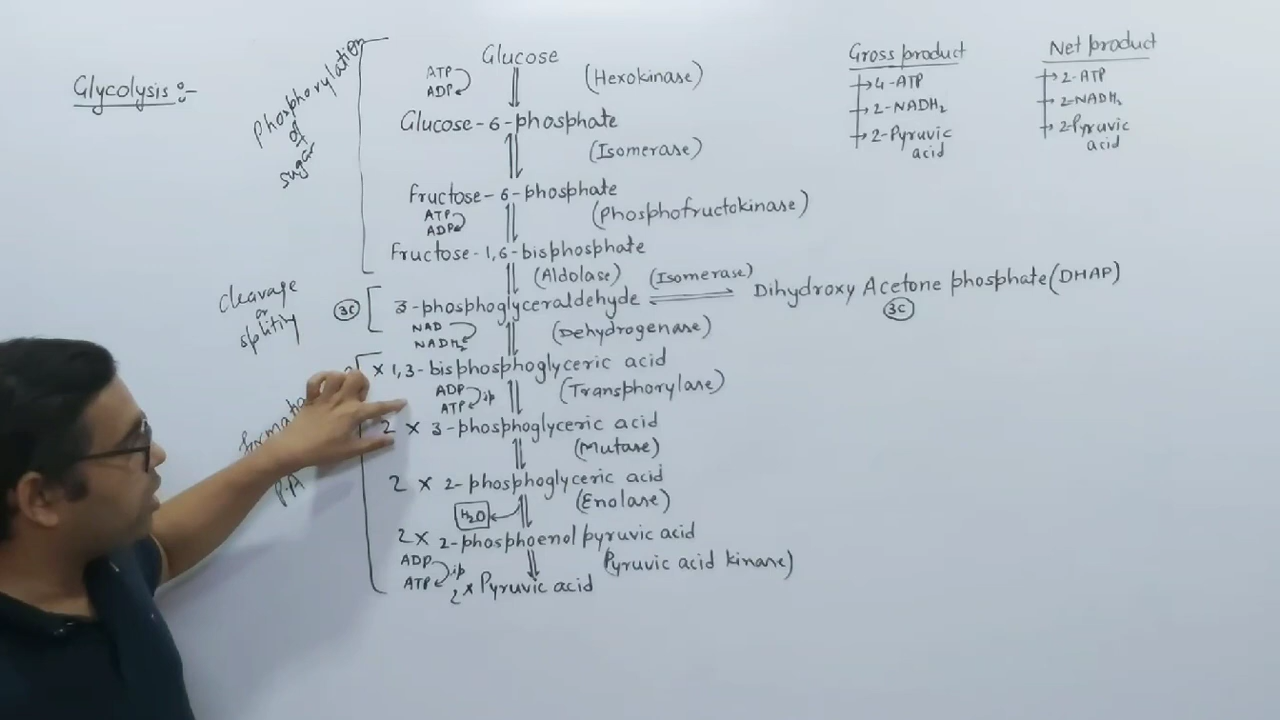 Glycolysis :-
Phosphorylation
of
sugar
Glucose
ATP
ADP
(Hexokinase)
Glucose-6-phosphate
(Isomerase)
Fructose-6-phosphate
ATP
ADP
(Phosphofructokinase)
Fructose-1,6-bisphosphate
(Aldolase)
(Isomerase)
cleavage
or
spliting
3C
3-phosphoglyceraldehyde
Dihydroxy Acetone phosphate (DHAP)
3C
NAD
NADH₂
(Dehydrogenase)
× 1,3-bisphosphoglyceric acid
ADP
ip
ATP
(Transphorylase)
2 × 3-phosphoglyceric acid
(Mutase)
P.A
2 × 2-phosphoglyceric acid
(Enolase)
H₂O
2 × 2-phosphoenol pyruvic acid
ADP
ip
ATP
Pyruvic acid kinase)
2 × Pyruvic acid
Gross product
4-ATP
2-NADH₂
2-Pyruvic
acid
Net product
2-ATP
2-NADH₂
2-Pyruvic
acid